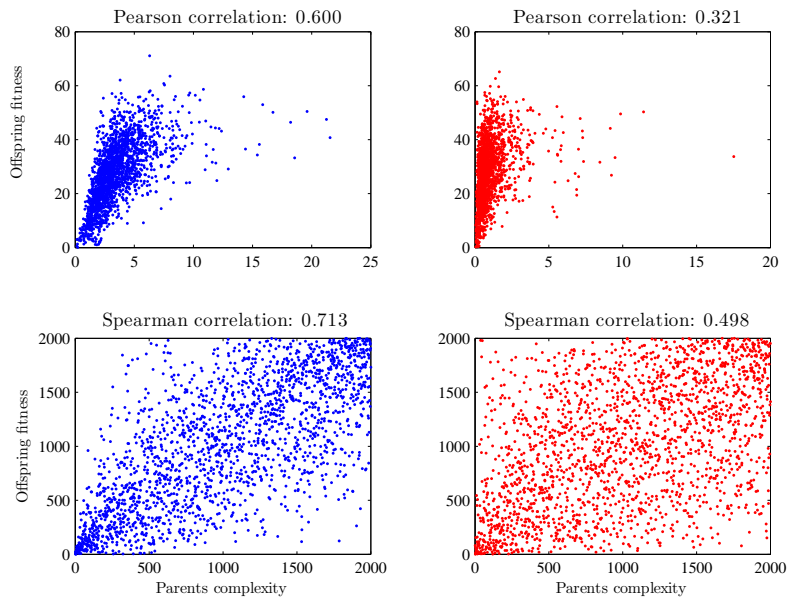 Pearson correlation: 0.600
80
60
40
20
0
0 5 10 15 20 25
Offspring fitness
Pearson correlation: 0.321
80
60
40
20
0
0 5 10 15 20
Spearman correlation: 0.713
2000
1500
1000
500
0
0 500 1000 1500 2000
Offspring fitness
Parents complexity
Spearman correlation: 0.498
2000
1500
1000
500
0
0 500 1000 1500 2000
Parents complexity